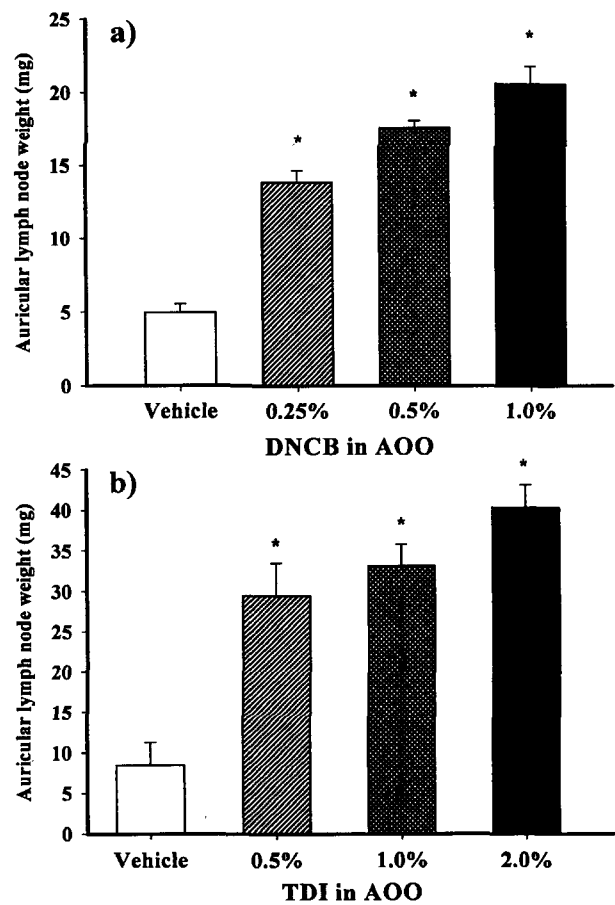 a)
Auricular lymph node weight (mg)
25
20
15
10
5
0
*
*
*
Vehicle 0.25% 0.5% 1.0%
DNCB in AOO
b)
Auricular lymph node weight (mg)
45
40
35
30
25
20
15
10
5
0
*
*
*
Vehicle 0.5% 1.0% 2.0%
TDI in AOO